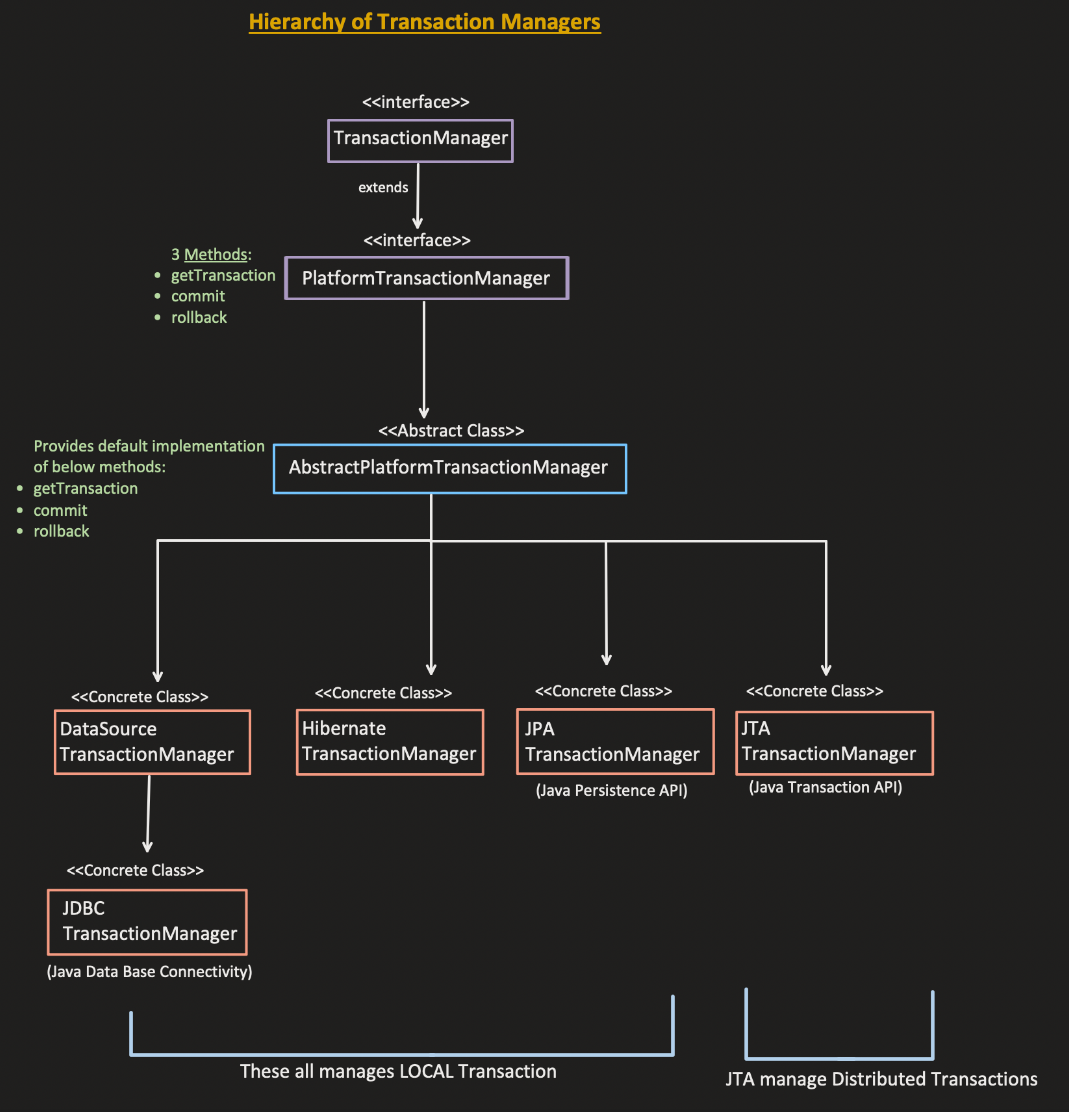 Hierarchy of Transaction Managers
<<interface>>
TransactionManager
extends
<<interface>>
3 Methods:
• getTransaction
• commit
• rollback
PlatformTransactionManager
<<Abstract Class>>
Provides default implementation
of below methods:
• getTransaction
• commit
• rollback
AbstractPlatformTransactionManager
<<Concrete Class>>
DataSource
TransactionManager
<<Concrete Class>>
Hibernate
TransactionManager
<<Concrete Class>>
JPA
TransactionManager
(Java Persistence API)
<<Concrete Class>>
JTA
TransactionManager
(Java Transaction API)
<<Concrete Class>>
JDBC
TransactionManager
(Java Data Base Connectivity)
These all manages LOCAL Transaction
JTA manage Distributed Transactions